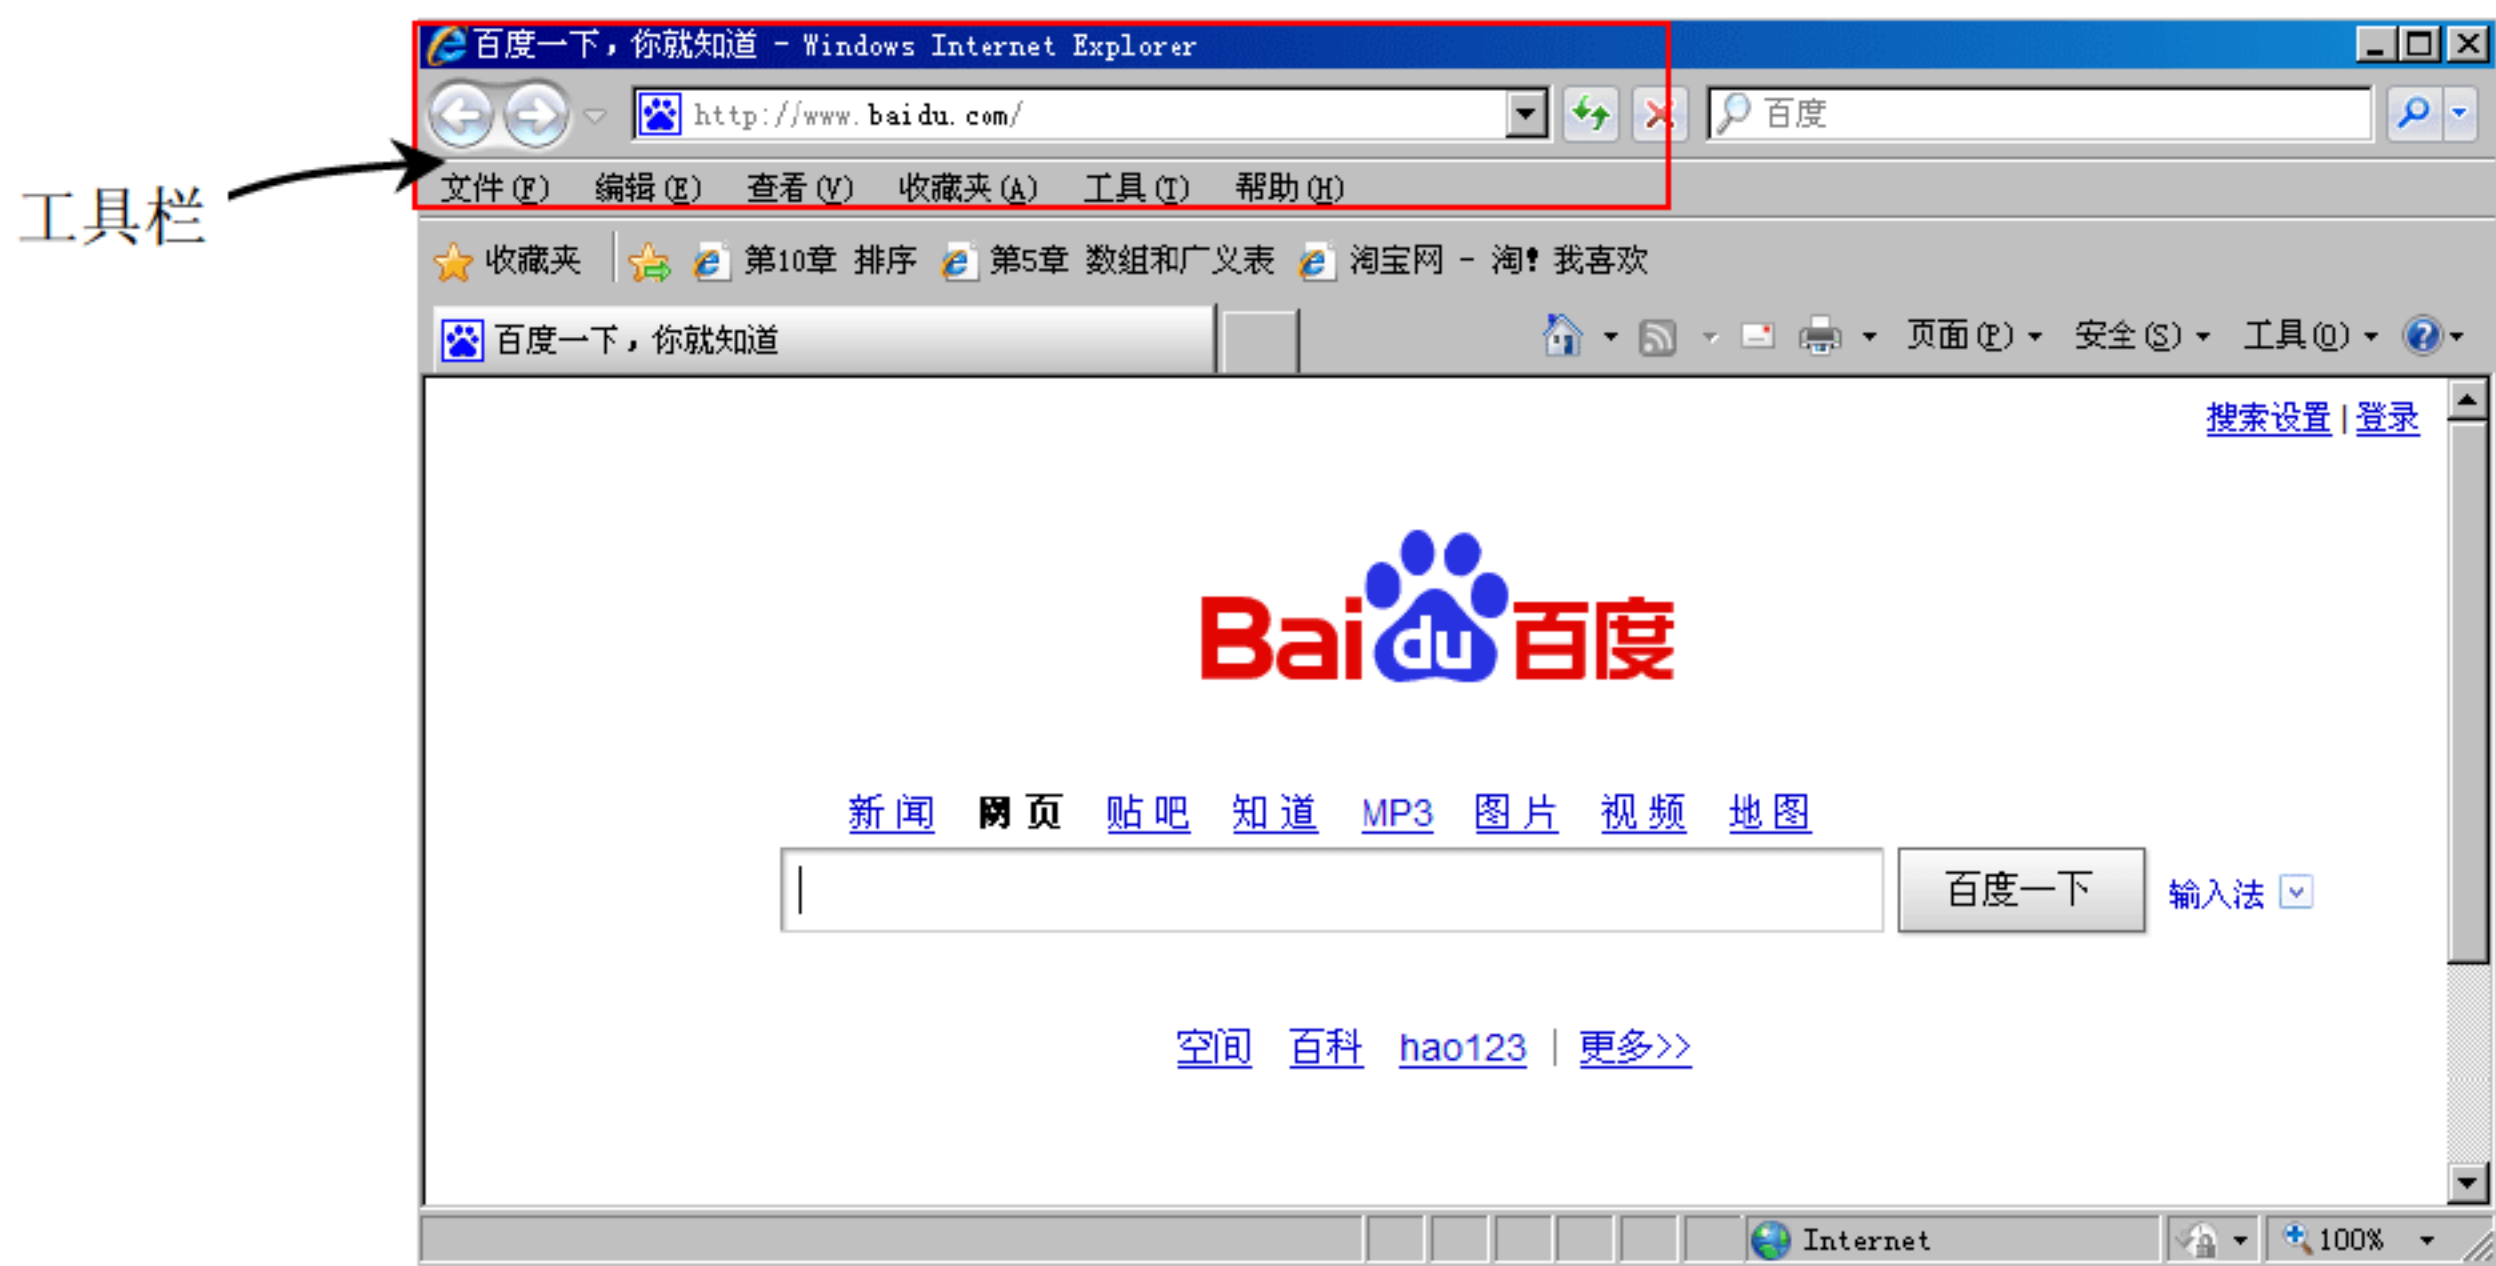 百度一下，你就知道 - Windows Internet Explorer
http://www.baidu.com/ 百度
文件(F) 编辑(E) 查看(V) 收藏夹(A) 工具(T) 帮助(H)
工具栏
收藏夹 第10章 排序 第5章 数组和广义表 淘宝网 - 淘！我喜欢
百度一下，你就知道 页面(P) 安全(S) 工具(O)
搜索设置 | 登录
Bai du 百度
新闻 网页 贴吧 知道 MP3 图片 视频 地图
百度一下 输入法
空间 百科 hao123 | 更多>>
Internet 100%